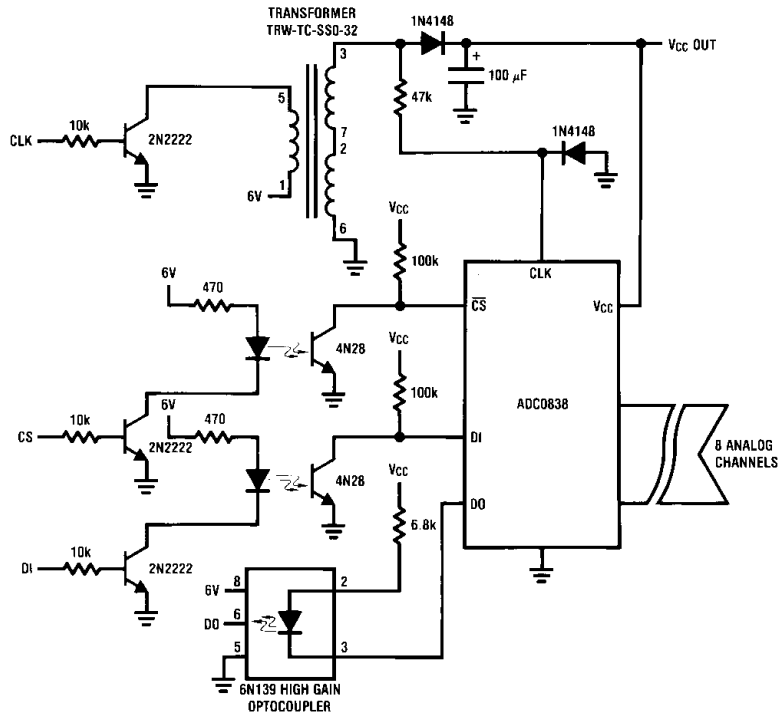 TRANSFORMER
TRW-TC-SSD-32
1N4148
3
VCC OUT
+
100 µF
47k
5
10k
2N2222
CLK
7
1N4148
2
1
6V
6
VCC
100k
CLK
6V
470
CS
VCC
4N28
VCC
ADC0838
100k
10k
6V
470
CS
2N2222
DI
8 ANALOG
CHANNELS
4N28
VCC
DO
6.8k
10k
DI
2N2222
8
2
6V
6
DO
5
3
6N139 HIGH GAIN
OPTOCOUPLER